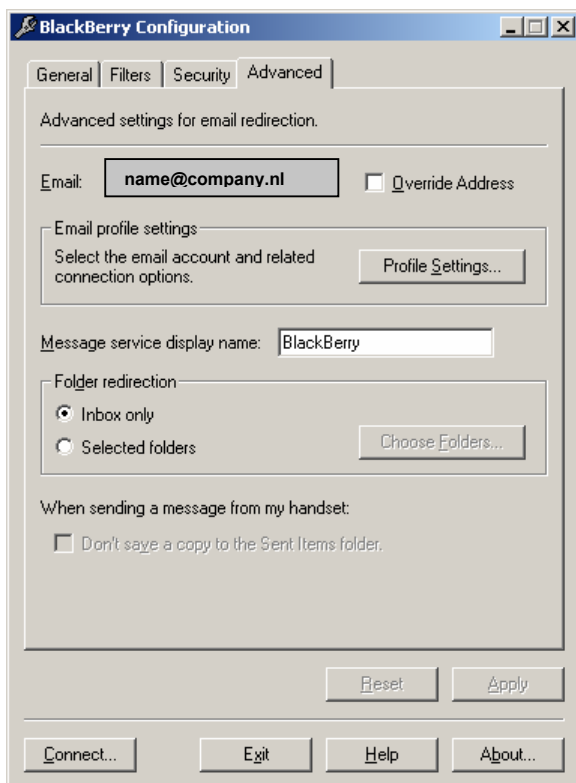 BlackBerry Configuration
General Filters Security Advanced
Advanced settings for email redirection.
Email: name@company.nl Override Address
Email profile settings
Select the email account and related
connection options.
Profile Settings...
Message service display name: BlackBerry
Folder redirection
Inbox only
Selected folders
Choose Folders...
When sending a message from my handset:
Don't save a copy to the Sent Items folder.
Reset Apply
Connect... Exit Help About...